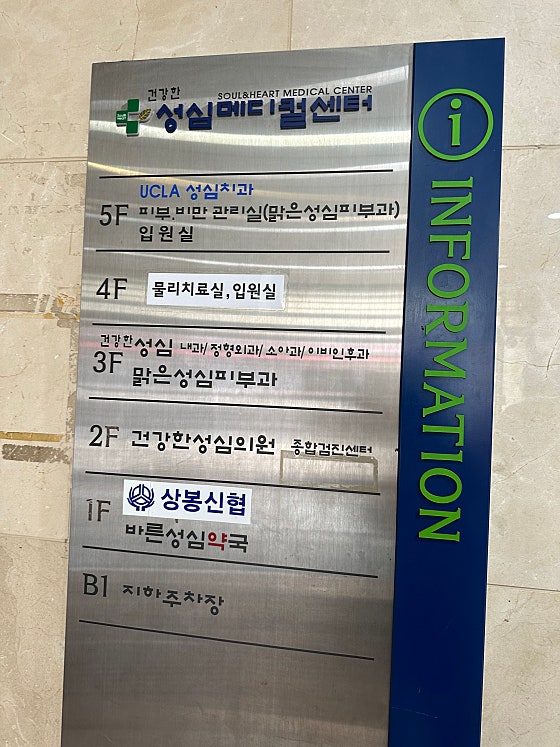 건강한
SOUL&HEART MEDICAL CENTER
성심메디컬센터
i INFORMATION
5F
UCLA 성심치과
피부.비만 관리실(맑은성심피부과)
입원실
4F 물리치료실, 입원실
3F
건강한성심 내과/정형외과/소아과/이비인후과
맑은성심피부과
2F 건강한성심의원 종합검진센터
1F
상봉신협
바른성심약국
B1 지하주차장